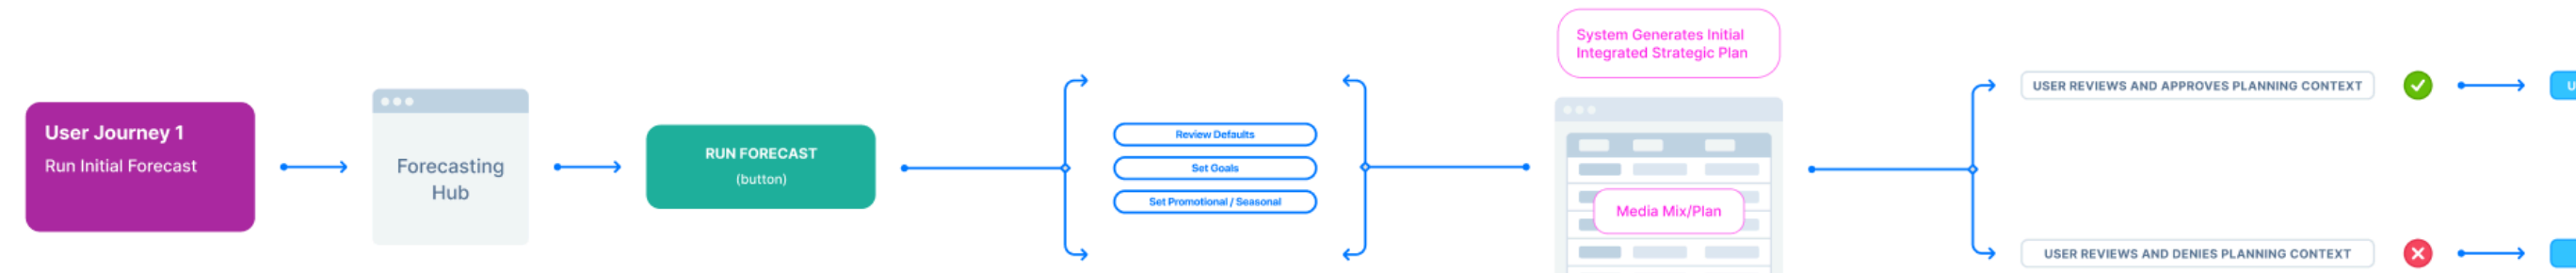 User Journey 1
Run Initial Forecast
Forecasting
Hub
RUN FORECAST
(button)
Review Defaults
Set Goals
Set Promotional / Seasonal
System Generates Initial
Integrated Strategic Plan
Media Mix/Plan
USER REVIEWS AND APPROVES PLANNING CONTEXT
U
USER REVIEWS AND DENIES PLANNING CONTEXT